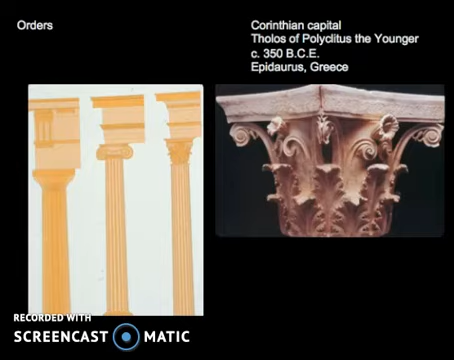 Orders
Corinthian capital
Tholos of Polyclitus the Younger
c. 350 B.C.E.
Epidaurus, Greece
RECORDED WITH
SCREENCAST MATIC